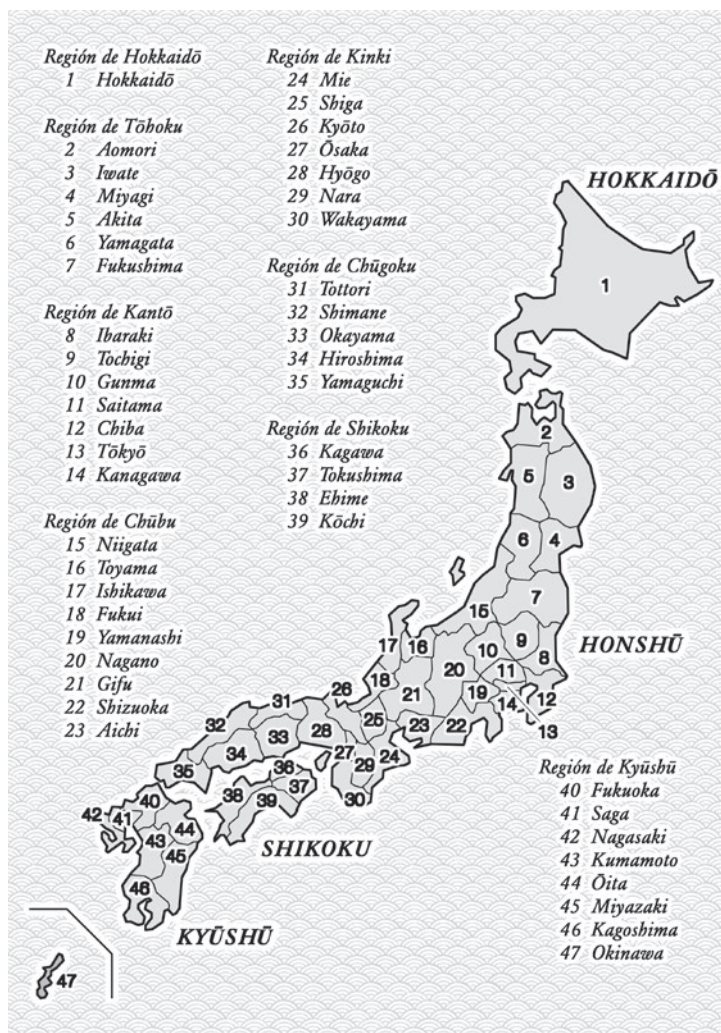 Región de Hokkaidō
1 Hokkaidō
Región de Tōhoku
2 Aomori
3 Iwate
4 Miyagi
5 Akita
6 Yamagata
7 Fukushima
Región de Kantō
8 Ibaraki
9 Tochigi
10 Gunma
11 Saitama
12 Chiba
13 Tōkyō
14 Kanagawa
Región de Chūbu
15 Niigata
16 Toyama
17 Ishikawa
18 Fukui
19 Yamanashi
20 Nagano
21 Gifu
22 Shizuoka
23 Aichi
Región de Kinki
24 Mie
25 Shiga
26 Kyōto
27 Ōsaka
28 Hyōgo
29 Nara
30 Wakayama
Región de Chūgoku
31 Tottori
32 Shimane
33 Okayama
34 Hiroshima
35 Yamaguchi
Región de Shikoku
36 Kagawa
37 Tokushima
38 Ehime
39 Kōchi
HOKKAIDŌ
1
2
5
3
6
4
7
15
HONSHŪ
17
16
10
9
8
18
20
11
21
19
14
12
13
26
31
25
23
22
32
33
28
34
27
29
24
35
36
37
30
38
39
SHIKOKU
40
42
41
44
43
45
46
KYŪSHŪ
47
Región de Kyūshū
40 Fukuoka
41 Saga
42 Nagasaki
43 Kumamoto
44 Ōita
45 Miyazaki
46 Kagoshima
47 Okinawa